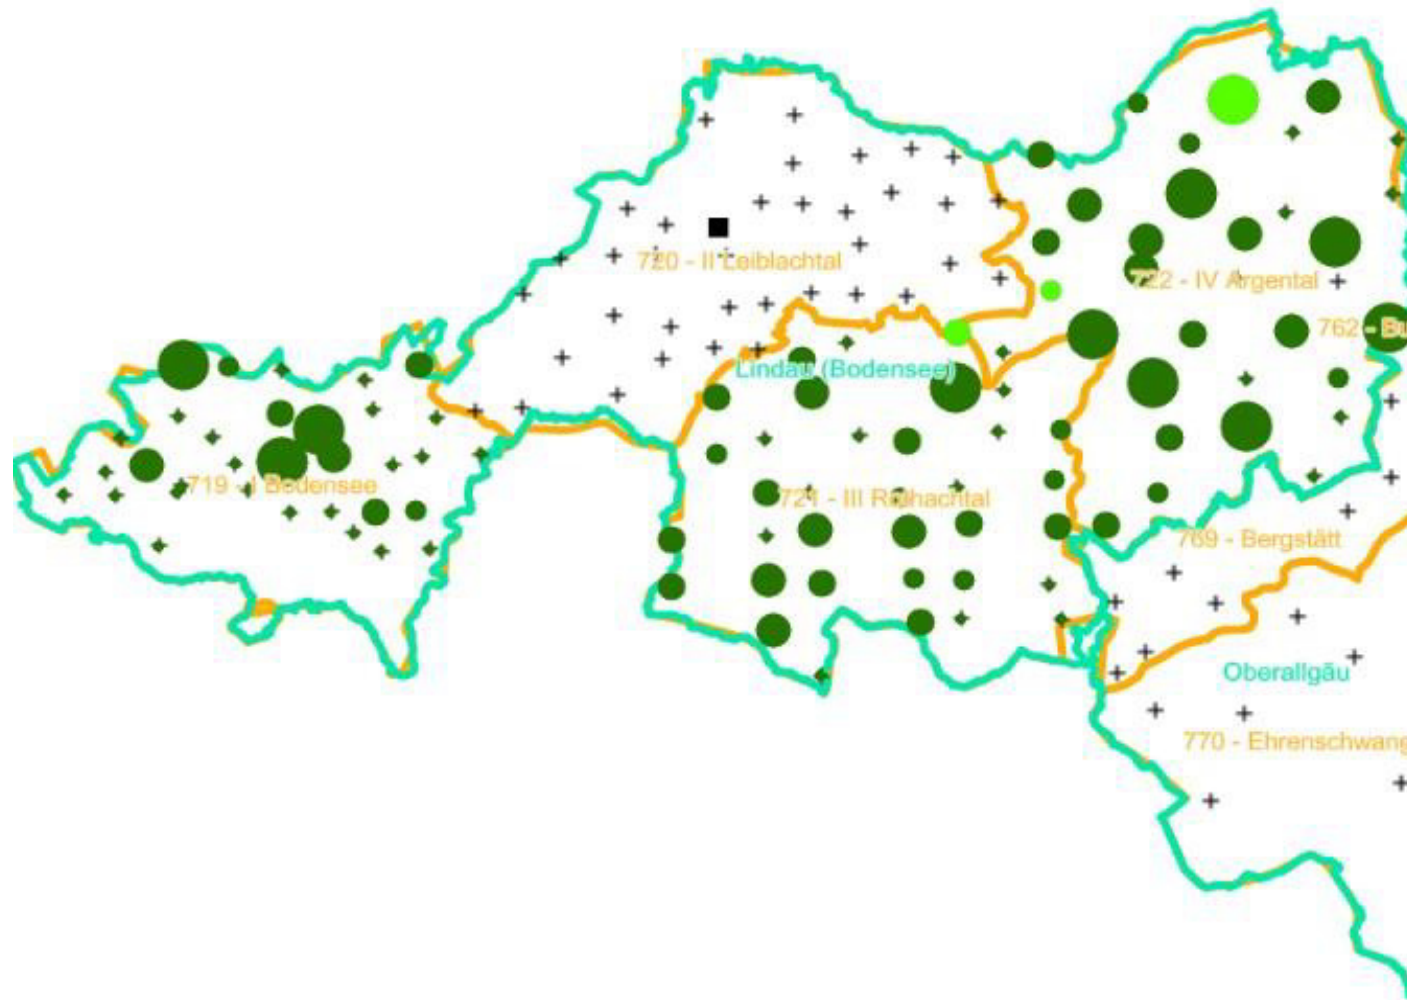 720 - II Leiblachtal
722 - IV Argental
762 - Bu
Lindau (Bodensee)
719 - I Bodensee
721 - III Rothachtal
769 - Bergstätt
Oberallgäu
770 - Ehrenschwang